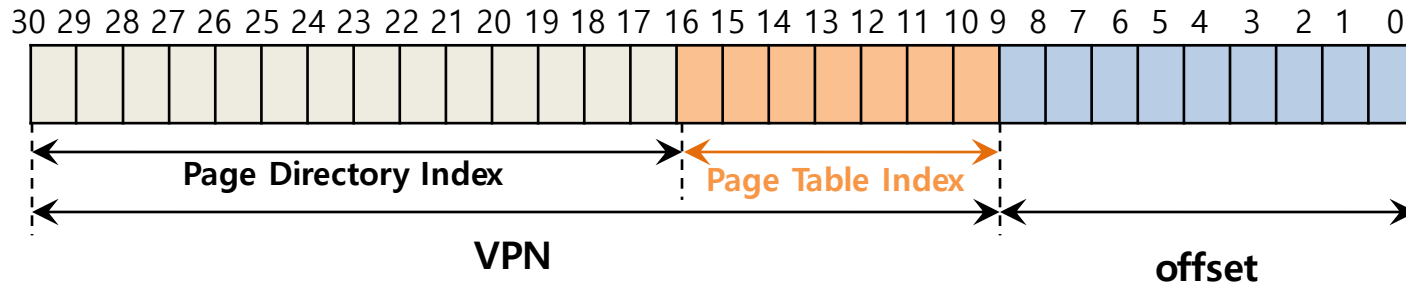 30 29 28 27 26 25 24 23 22 21 20 19 18 17 16 15 14 13 12 11 10 9 8 7 6 5 4 3 2 1 0
Page Directory Index Page Table Index
VPN offset